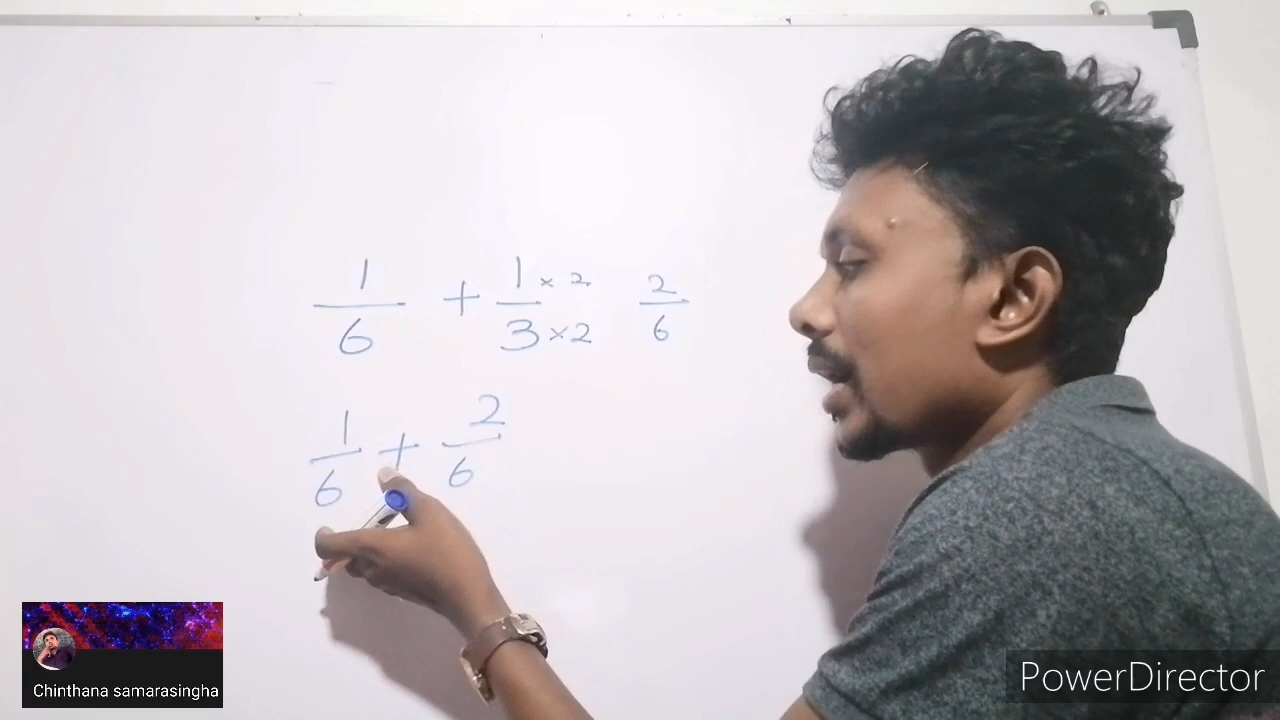 1/6 + 1×2/3×2 2/6
1/6 + 2/6
Chinthana samarasingha
PowerDirector